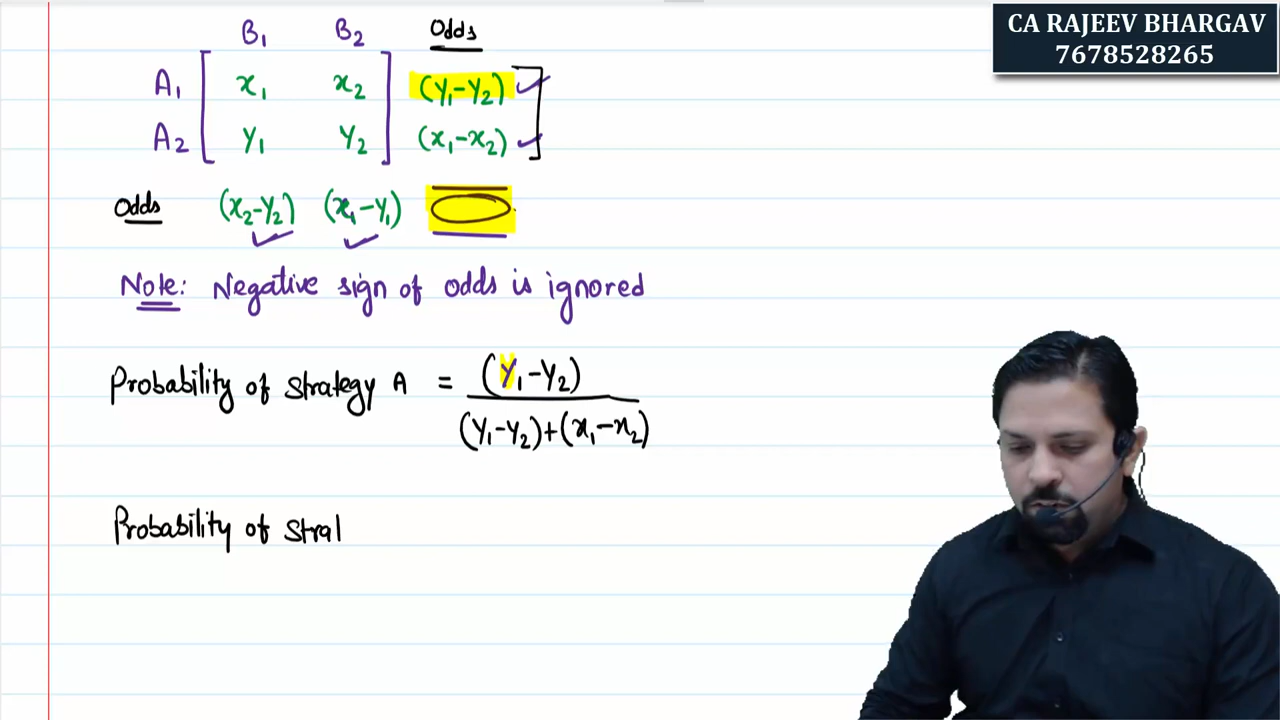 CA RAJEEV BHARGAV
7678528265
B₁ B₂ Odds
A₁ x₁ x₂ (Y₁-Y₂)
A₂ Y₁ Y₂ (x₁-x₂)
Odds (x₂-Y₂) (x₁-Y₁)
Note: Negative sign of odds is ignored
Probability of strategy A = (Y₁-Y₂)
(Y₁-Y₂)+(x₁-x₂)
Probability of stral